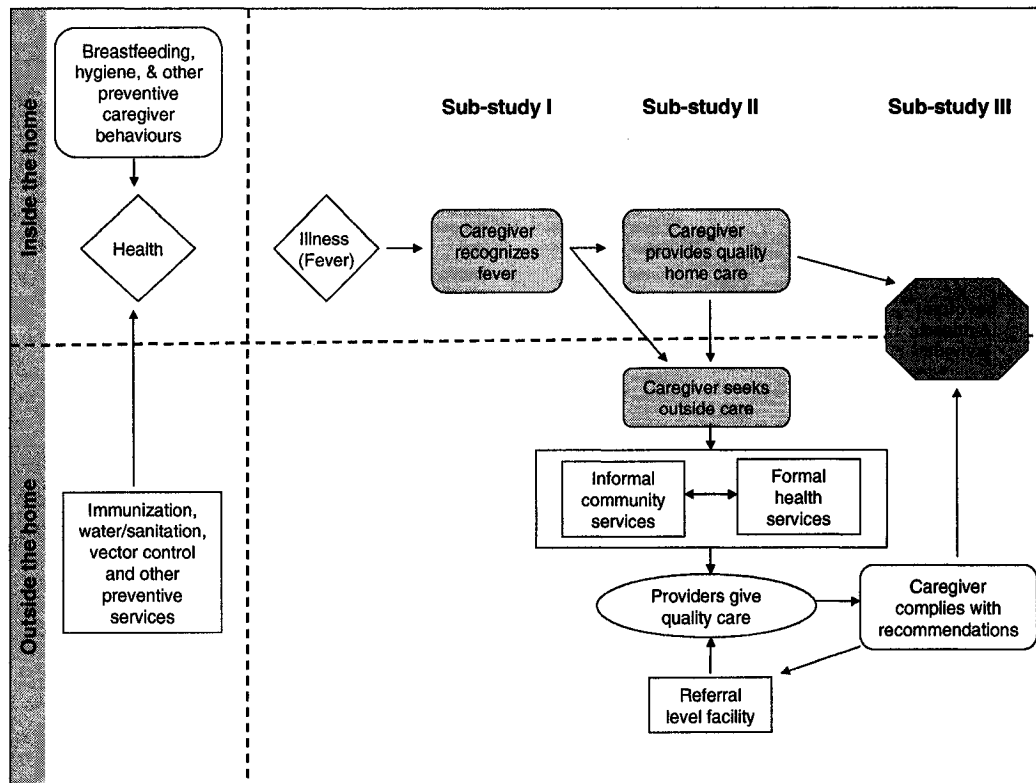 Inside the home
Outside the home
Breastfeeding,
hygiene, & other
preventive
caregiver
behaviours
Health
Immunization,
water/sanitation,
vector control
and other
preventive
services
Sub-study I
Sub-study II
Sub-study III
Illness
(Fever)
Caregiver
recognizes
fever
Caregiver
provides quality
home care
Caregiver seeks
outside care
Informal
community
services
Formal
health
services
Providers give
quality care
Caregiver
complies with
recommendations
Referral
level facility